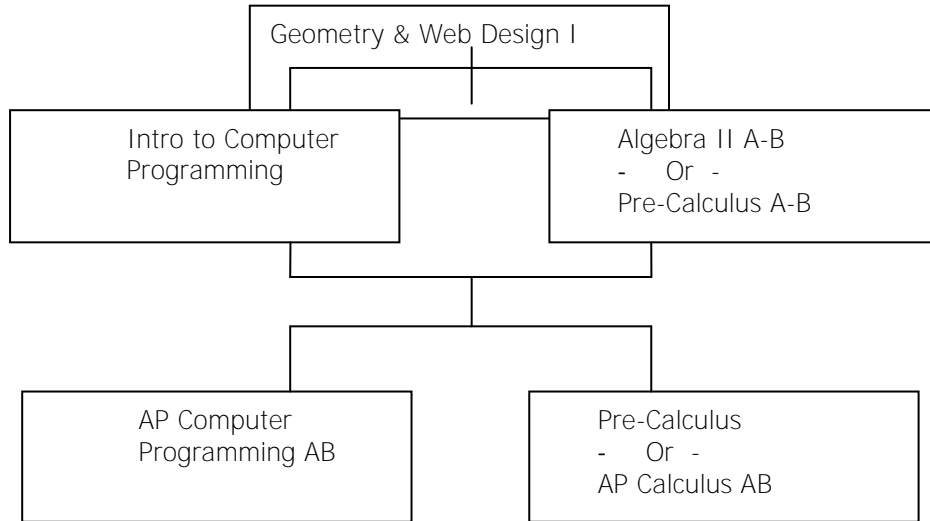 Geometry & Web Design I
Intro to Computer
Programming
Algebra II A-B
- Or -
Pre-Calculus A-B
AP Computer
Programming AB
Pre-Calculus
- Or -
AP Calculus AB